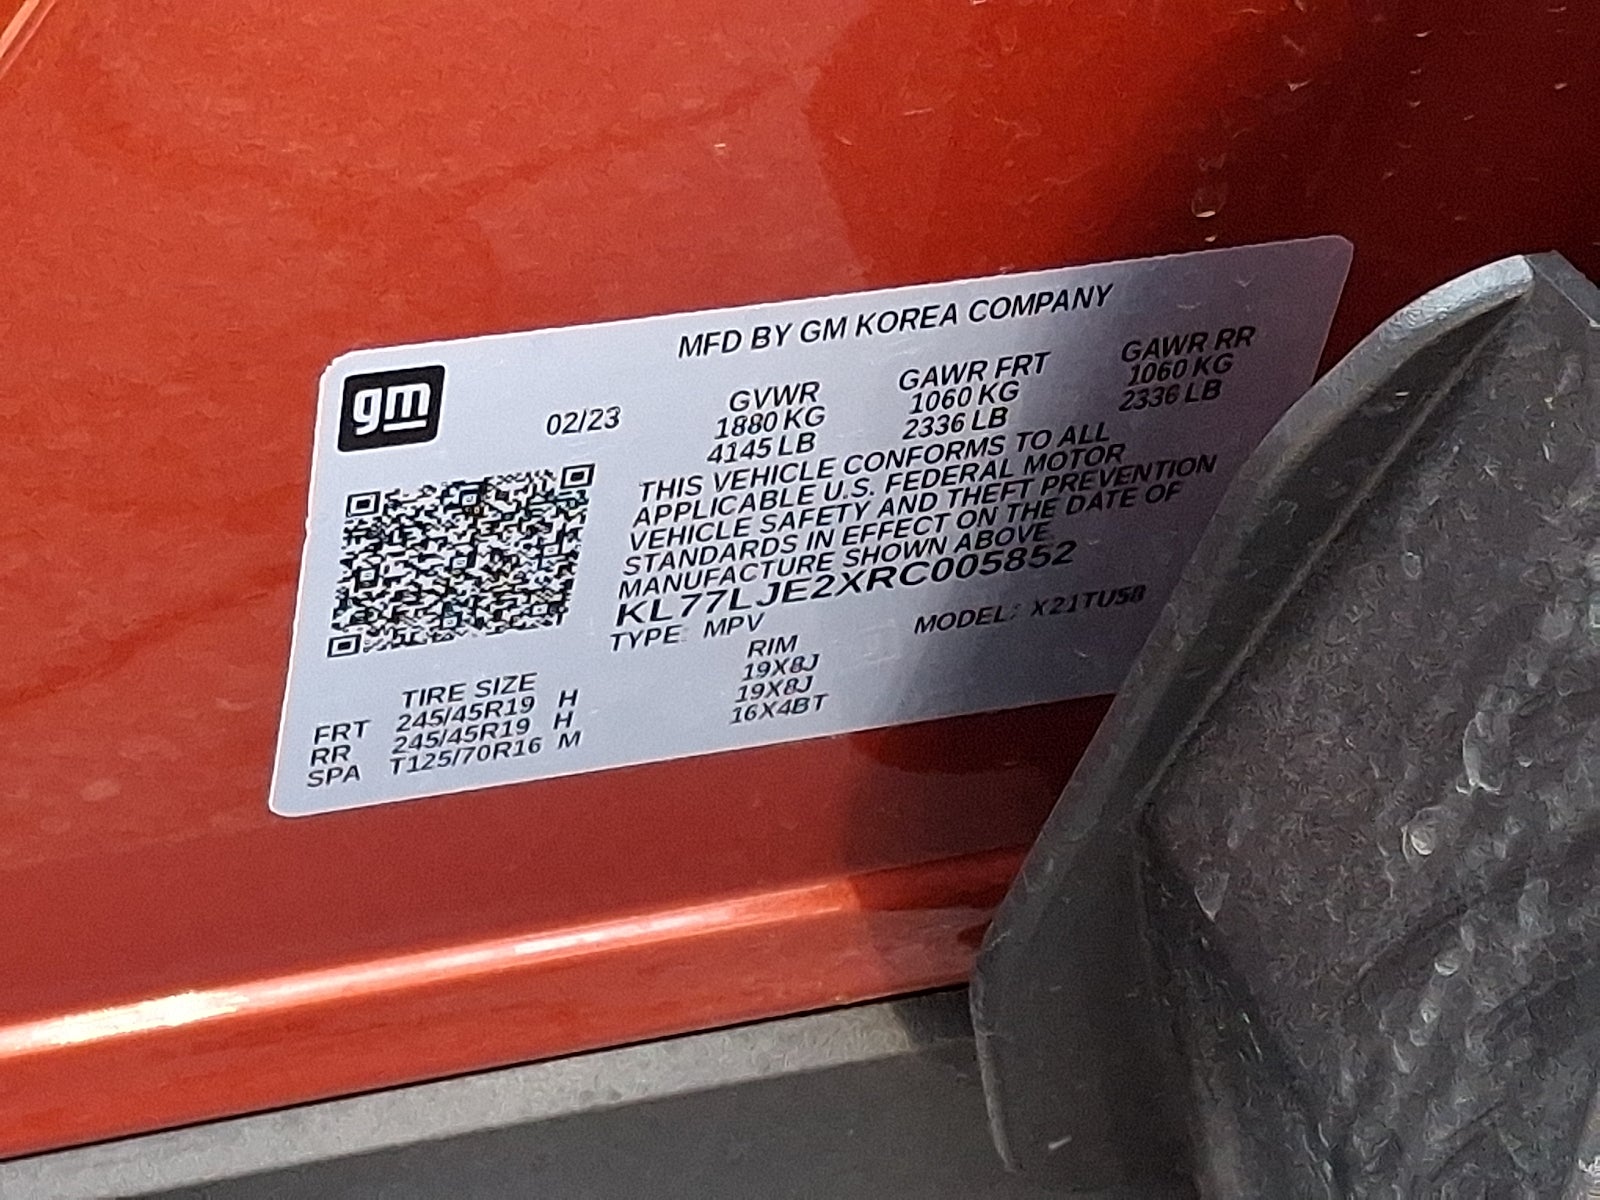 MFD BY GM KOREA COMPANY
gm
02/23
GVWR GAWR FRT GAWR RR
1880 KG 1060 KG 1060 KG
4145 LB 2336 LB 2336 LB
THIS VEHICLE CONFORMS TO ALL
APPLICABLE U.S. FEDERAL MOTOR
VEHICLE SAFETY AND THEFT PREVENTION
STANDARDS IN EFFECT ON THE DATE OF
MANUFACTURE SHOWN ABOVE
KL77LJE2XRC005852
TYPE: MPV MODEL: X21TU58
TIRE SIZE RIM
FRT 245/45R19 H 19X8J
RR 245/45R19 H 19X8J
SPA T125/70R16 M 16X4BT